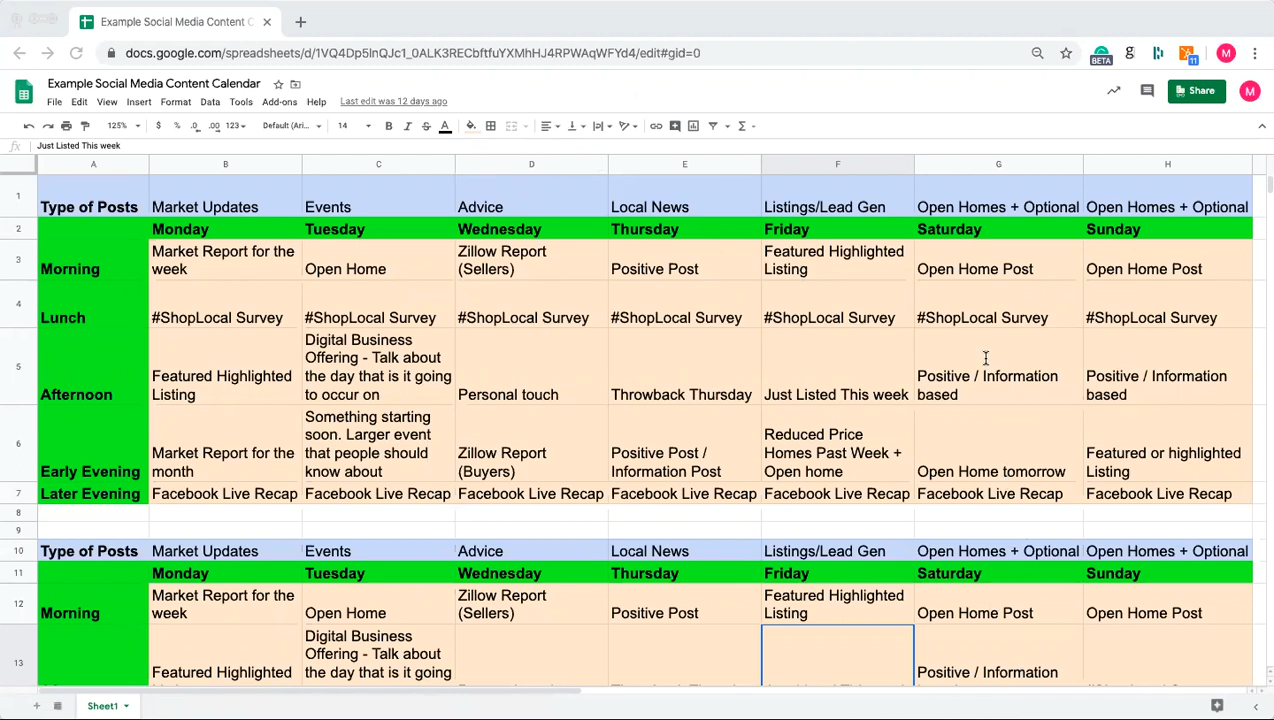 Example Social Media Content C
docs.google.com/spreadsheets/d/1VQ4Dp5lnQJc1_0ALK3RECbftfuYXMhHJ4RPWAqWFYd4/edit#gid=0
BETA
g
11
M
Example Social Media Content Calendar
File Edit View Insert Format Data Tools Add-ons Help Last edit was 12 days ago
Share
M
125% $ % .0 .00 123 Default (Ari... 14 B I S A
fx Just Listed This week
A B C D E F G H
1 Type of Posts Market Updates Events Advice Local News Listings/Lead Gen Open Homes + Optional Open Homes + Optional
2 Monday Tuesday Wednesday Thursday Friday Saturday Sunday
3 Morning Market Report for the week Open Home Zillow Report (Sellers) Positive Post Featured Highlighted Listing Open Home Post Open Home Post
4 Lunch #ShopLocal Survey #ShopLocal Survey #ShopLocal Survey #ShopLocal Survey #ShopLocal Survey #ShopLocal Survey #ShopLocal Survey
5 Afternoon Featured Highlighted Listing Digital Business Offering - Talk about the day that is it going to occur on Personal touch Throwback Thursday Just Listed This week Positive / Information based Positive / Information based
6 Early Evening Market Report for the month Something starting soon. Larger event that people should know about Zillow Report (Buyers) Positive Post / Information Post Reduced Price Homes Past Week + Open home Open Home tomorrow Featured or highlighted Listing
7 Later Evening Facebook Live Recap Facebook Live Recap Facebook Live Recap Facebook Live Recap Facebook Live Recap Facebook Live Recap Facebook Live Recap
8
9
10 Type of Posts Market Updates Events Advice Local News Listings/Lead Gen Open Homes + Optional Open Homes + Optional
11 Monday Tuesday Wednesday Thursday Friday Saturday Sunday
12 Morning Market Report for the week Open Home Zillow Report (Sellers) Positive Post Featured Highlighted Listing Open Home Post Open Home Post
13 Featured Highlighted Digital Business Offering - Talk about the day that is it going Positive / Information
Sheet1